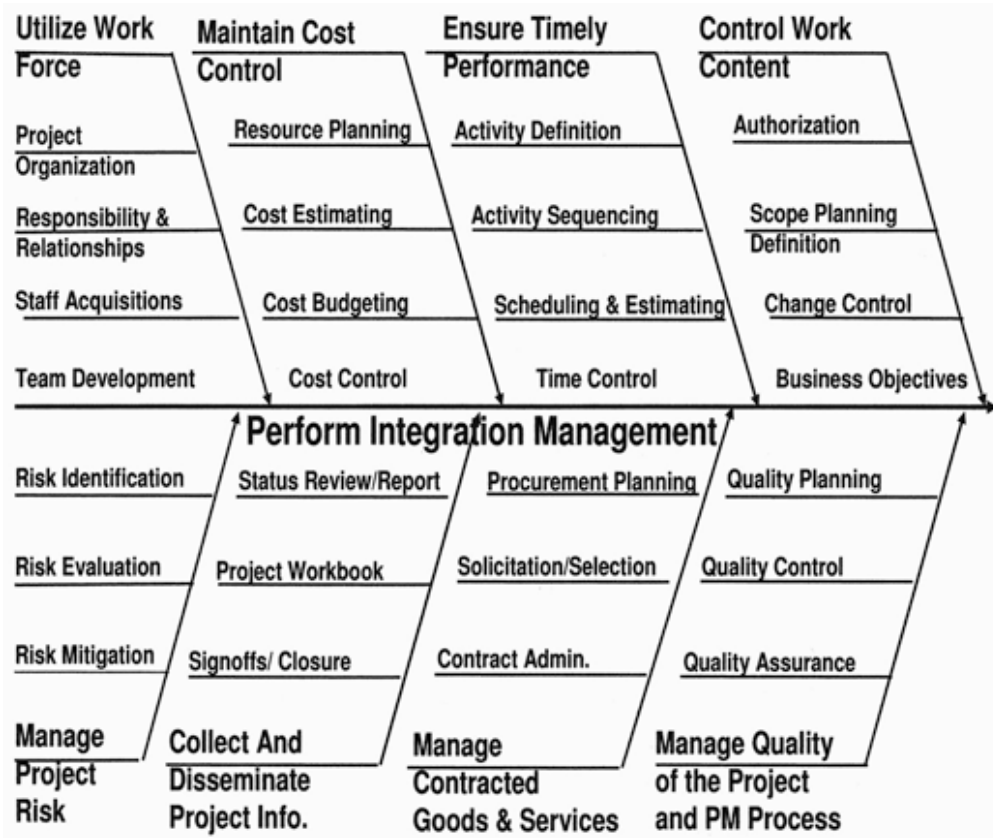 Utilize Work
Force
Project
Organization
Responsibility &
Relationships
Staff Acquisitions
Team Development
Maintain Cost
Control
Resource Planning
Cost Estimating
Cost Budgeting
Cost Control
Ensure Timely
Performance
Activity Definition
Activity Sequencing
Scheduling & Estimating
Time Control
Control Work
Content
Authorization
Scope Planning
Definition
Change Control
Business Objectives
Perform Integration Management
Risk Identification
Risk Evaluation
Risk Mitigation
Manage
Project
Risk
Status Review/Report
Project Workbook
Signoffs/ Closure
Collect And
Disseminate
Project Info.
Procurement Planning
Solicitation/Selection
Contract Admin.
Manage
Contracted
Goods & Services
Quality Planning
Quality Control
Quality Assurance
Manage Quality
of the Project
and PM Process